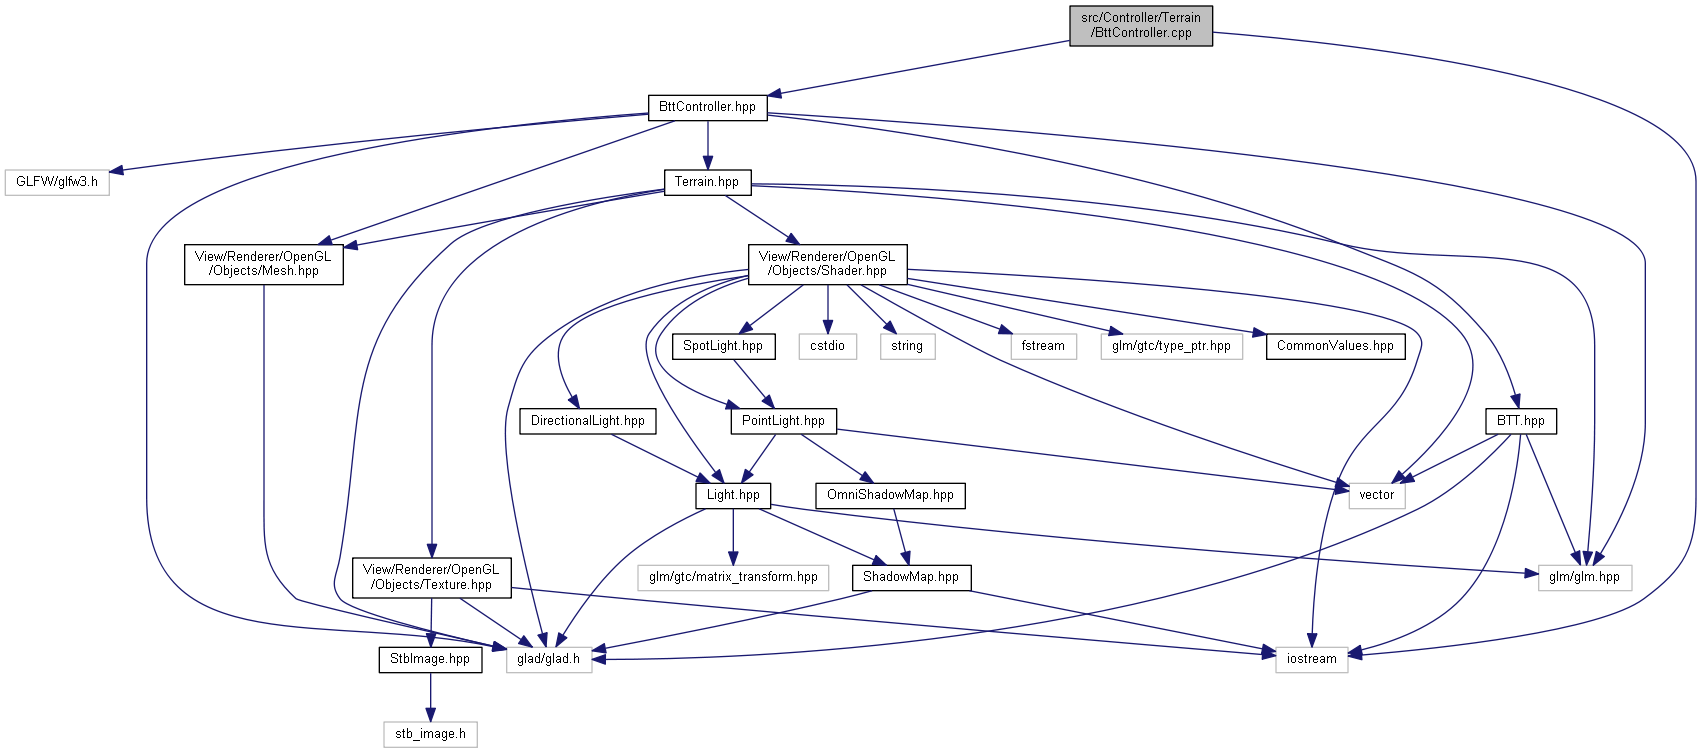 src/Controller/Terrain
/BttController.cpp
BttController.hpp
GLFW/glfw3.h
Terrain.hpp
View/Renderer/OpenGL
/Objects/Mesh.hpp
View/Renderer/OpenGL
/Objects/Shader.hpp
SpotLight.hpp
cstdio
string
fstream
glm/gtc/type_ptr.hpp
CommonValues.hpp
DirectionalLight.hpp
PointLight.hpp
BTT.hpp
Light.hpp
OmniShadowMap.hpp
vector
View/Renderer/OpenGL
/Objects/Texture.hpp
glm/gtc/matrix_transform.hpp
ShadowMap.hpp
glm/glm.hpp
StbImage.hpp
glad/glad.h
iostream
stb_image.h